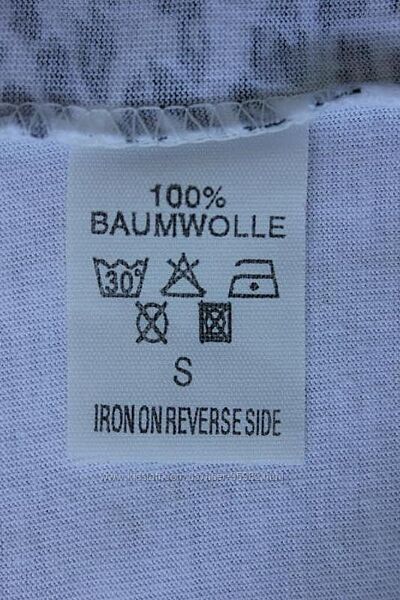 100%
BAUMWOLLE
30°
S
IRON ON REVERSE SIDE